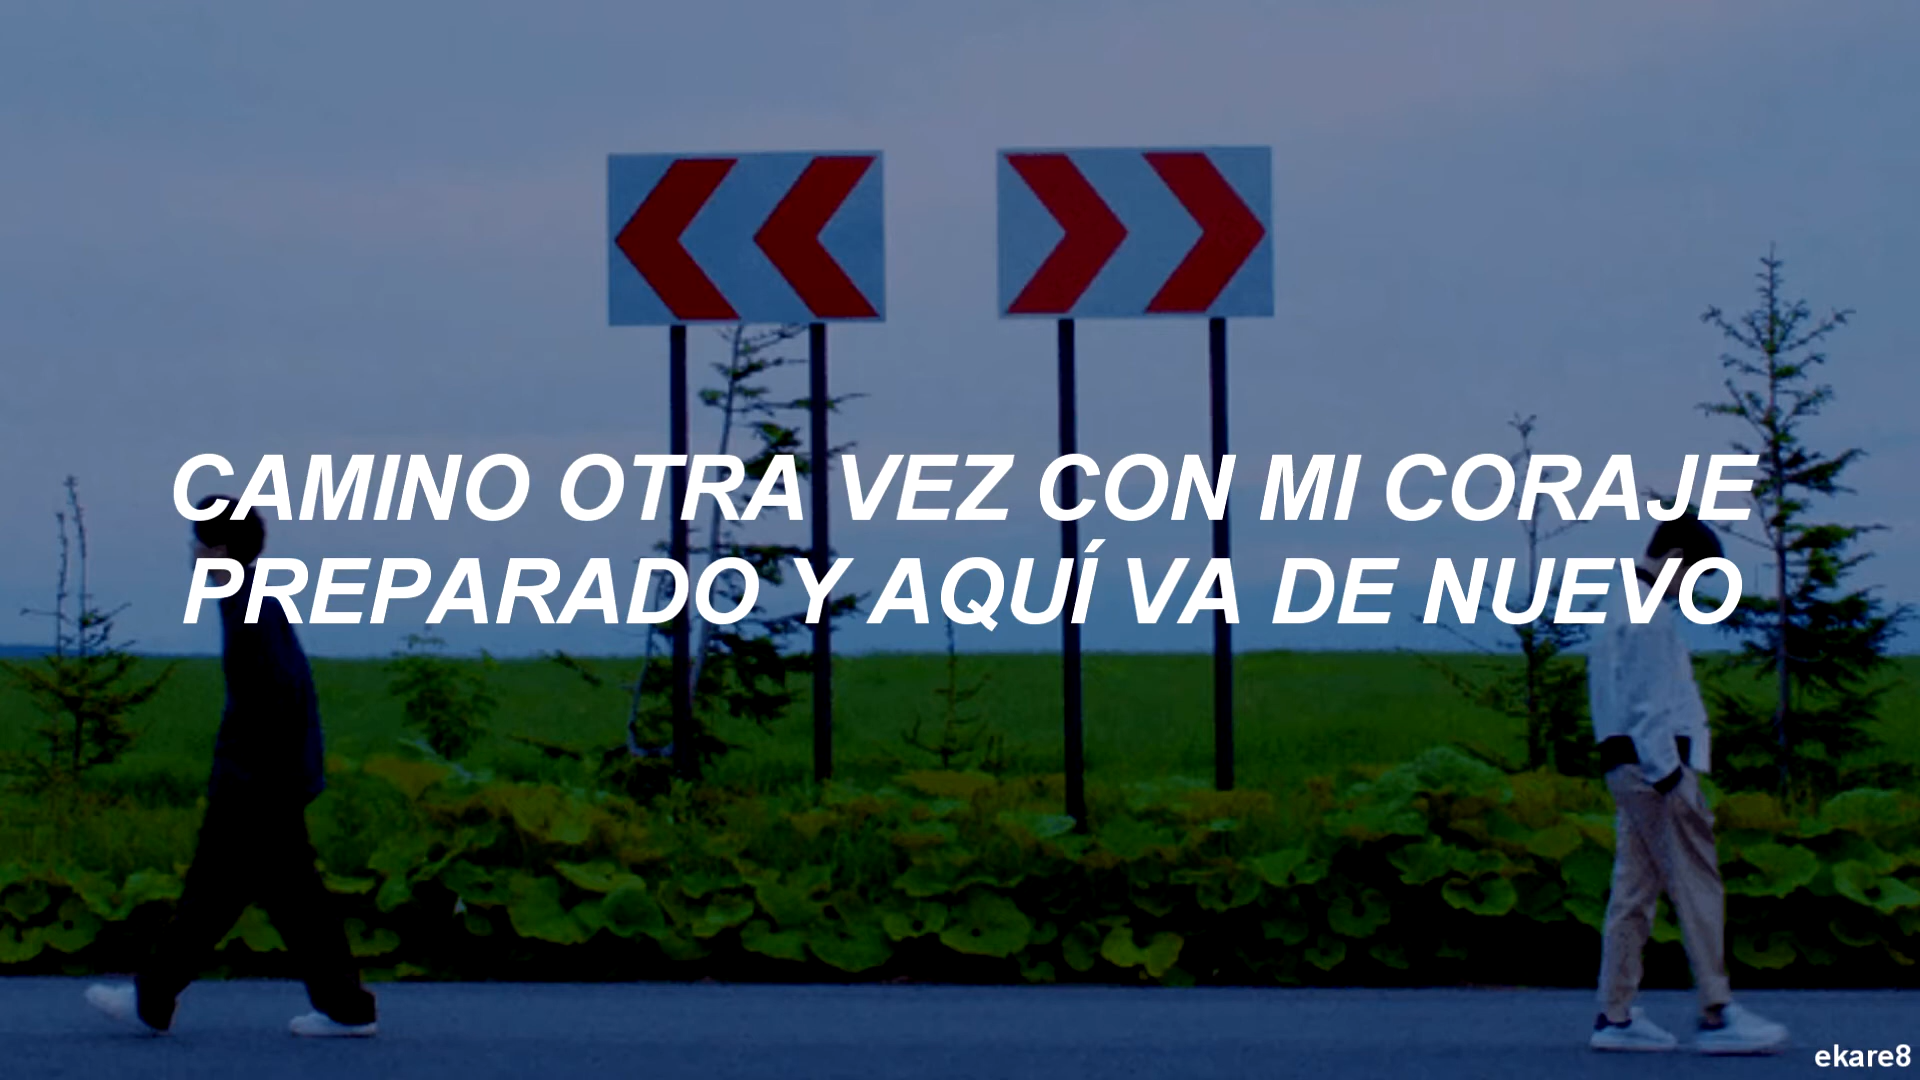 CAMINO OTRA VEZ CON MI CORAJE
PREPARADO Y AQUÍ VA DE NUEVO
ekare8